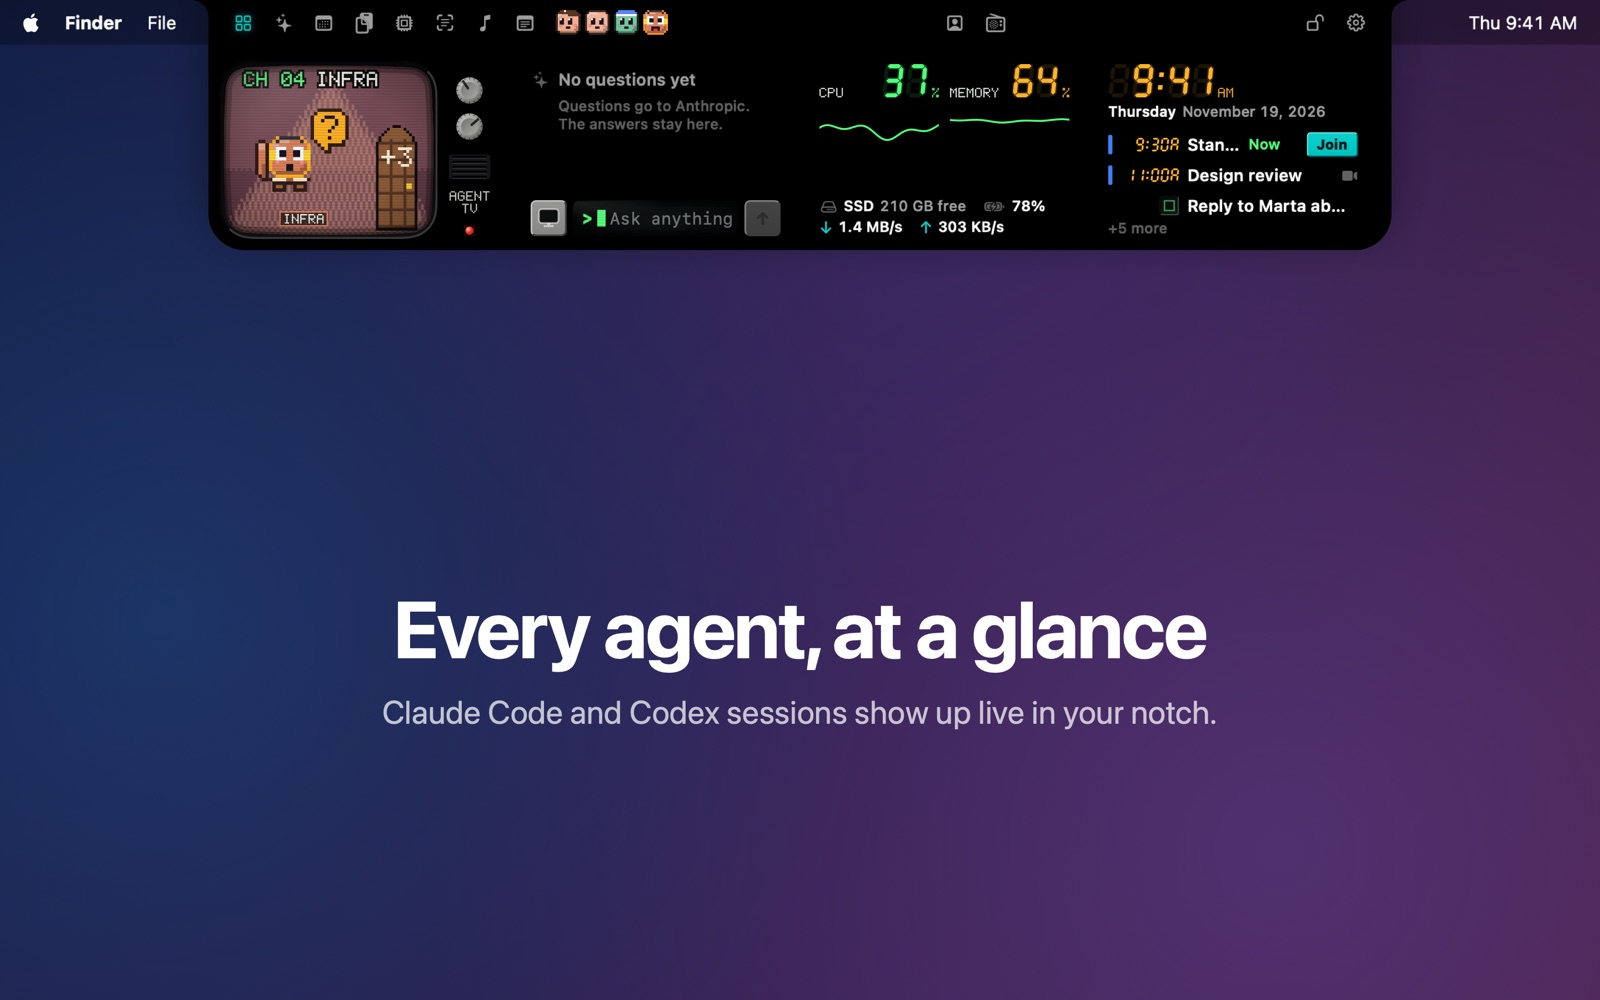 Finder File
Thu 9:41 AM
CH 04 INFRA
?
+3
INFRA
AGENT
TV
No questions yet
Questions go to Anthropic.
The answers stay here.
> Ask anything
CPU 37% MEMORY 64%
SSD 210 GB free 78%
↓ 1.4 MB/s ↑ 303 KB/s
9:41 AM
Thursday November 19, 2026
9:30A Stan... Now Join
11:00A Design review
Reply to Marta ab...
+5 more
Every agent, at a glance
Claude Code and Codex sessions show up live in your notch.